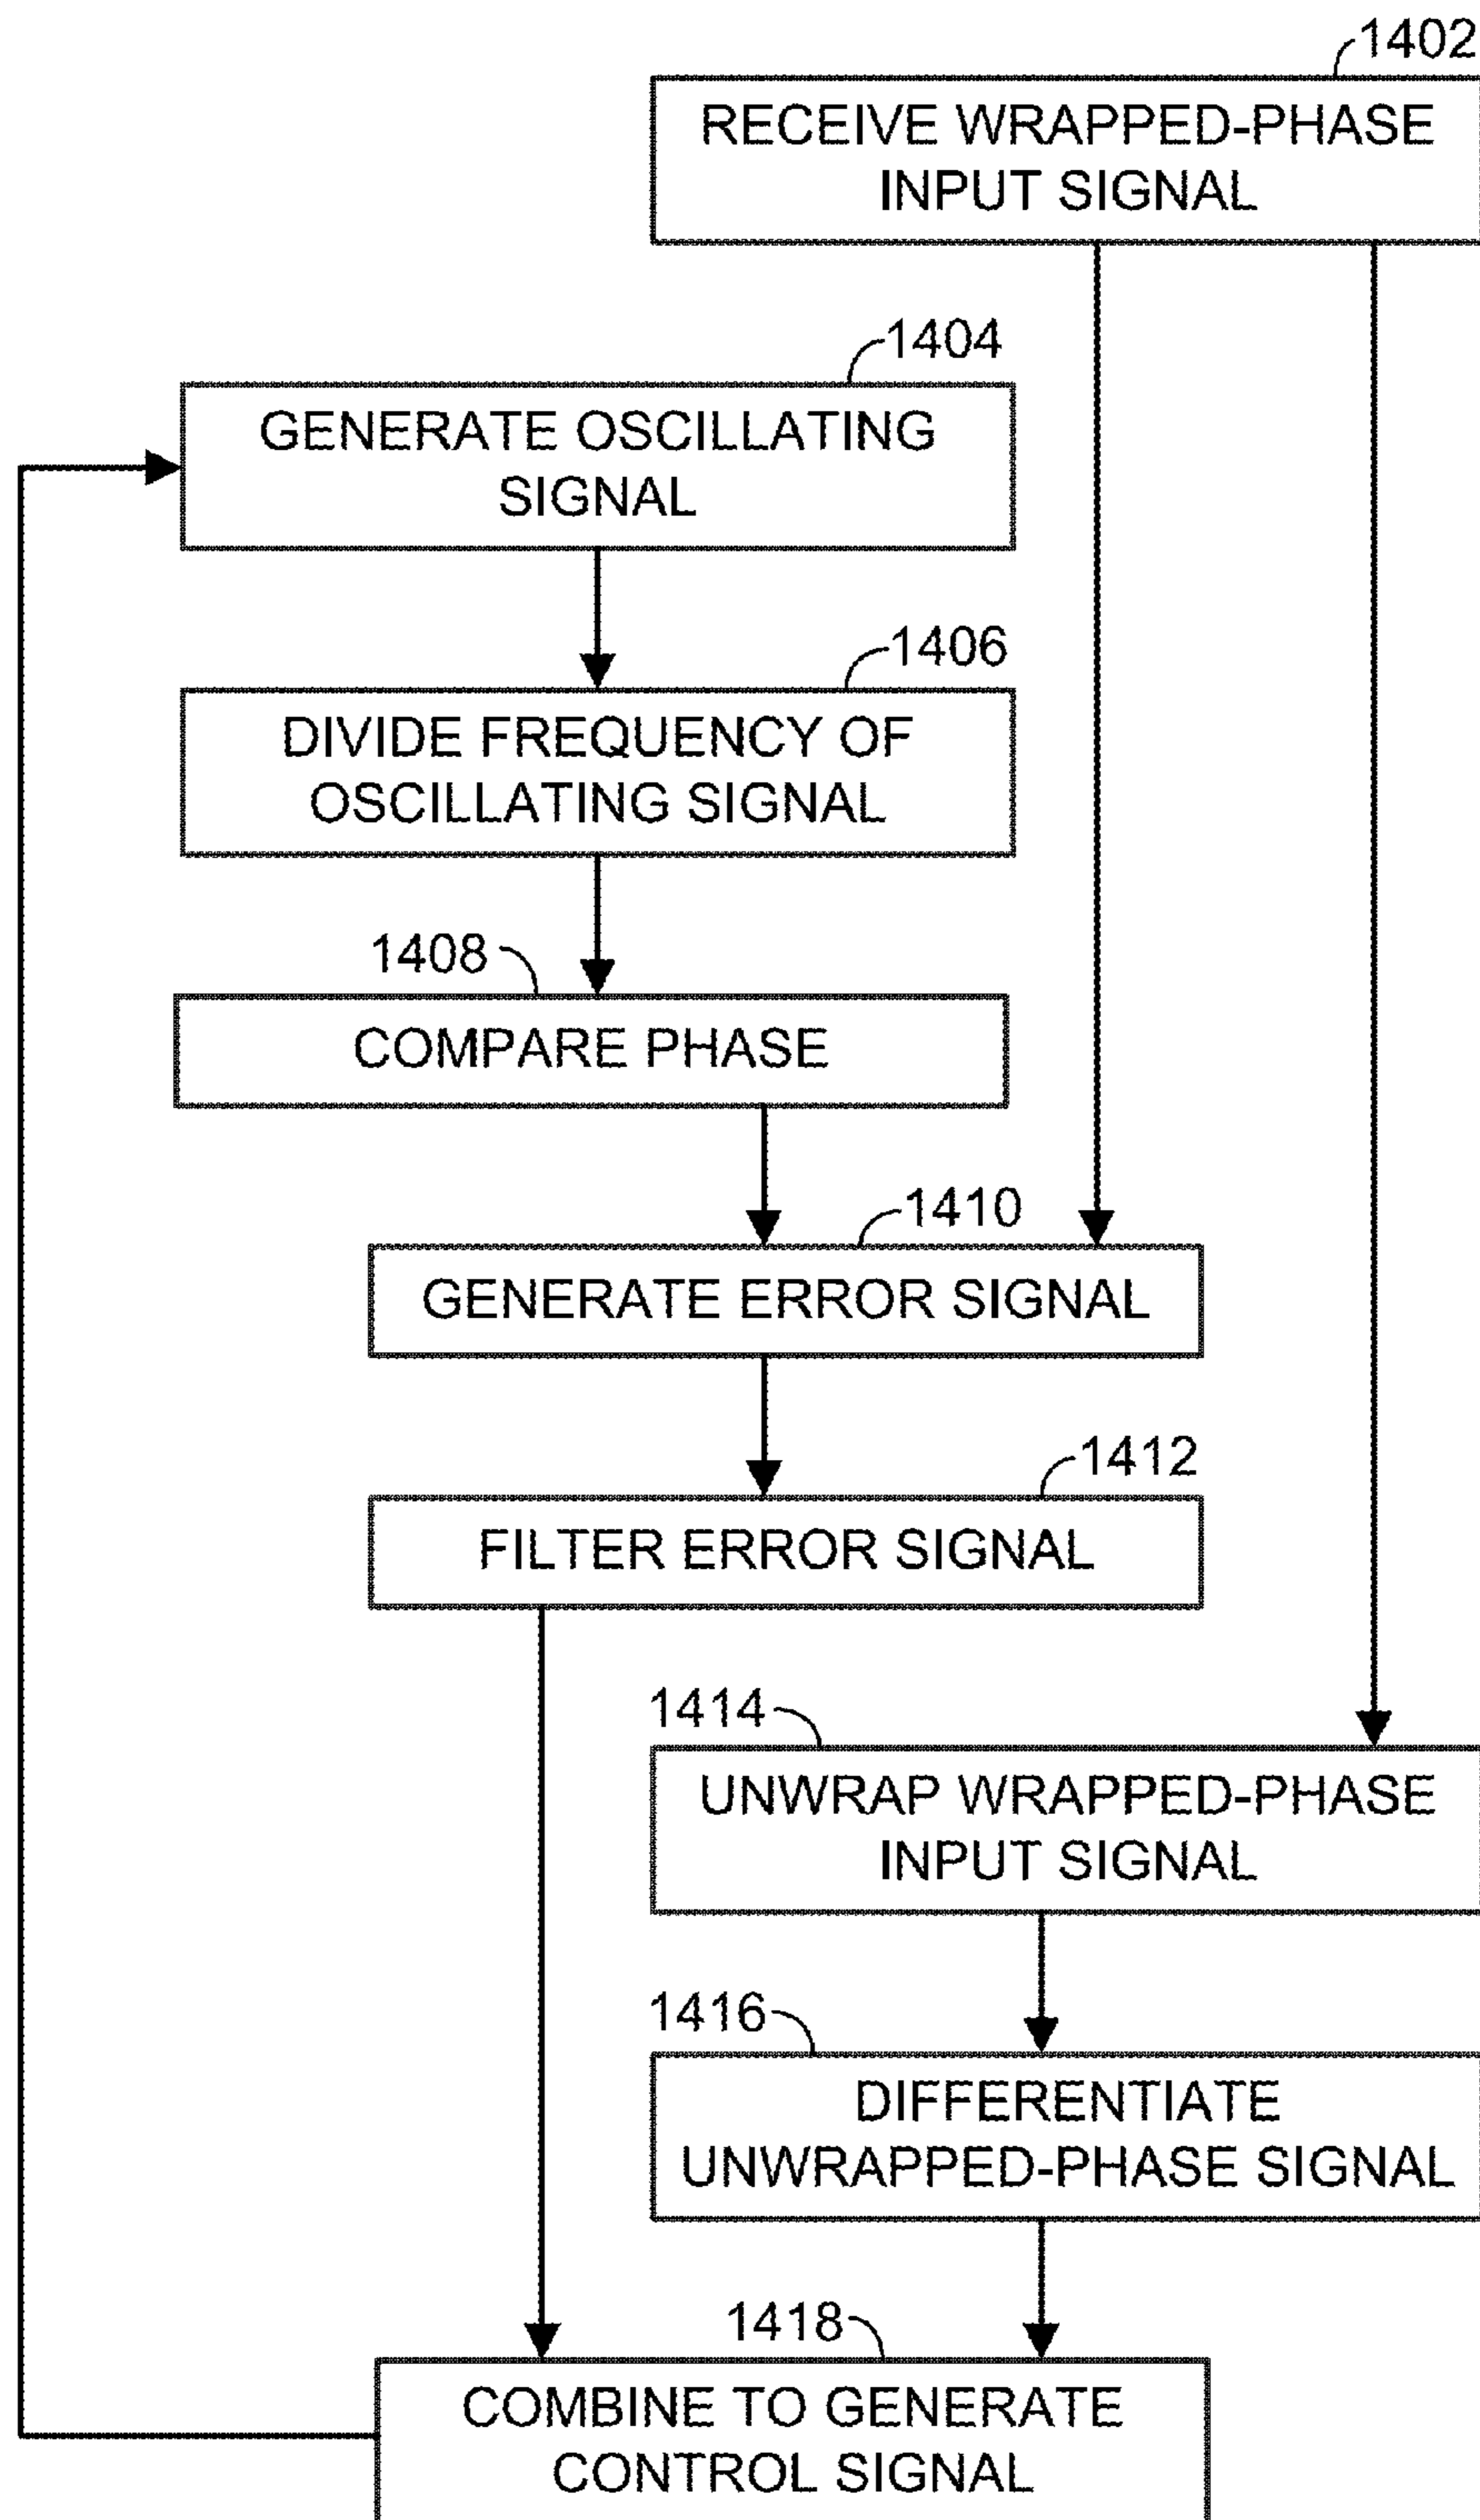 1402
RECEIVE WRAPPED-PHASE
INPUT SIGNAL
1404
GENERATE OSCILLATING
SIGNAL
1406
DIVIDE FREQUENCY OF
OSCILLATING SIGNAL
1408
COMPARE PHASE
1410
GENERATE ERROR SIGNAL
1412
FILTER ERROR SIGNAL
1414
UNWRAP WRAPPED-PHASE
INPUT SIGNAL
1416
DIFFERENTIATE
UNWRAPPED-PHASE SIGNAL
1418
COMBINE TO GENERATE
CONTROL SIGNAL